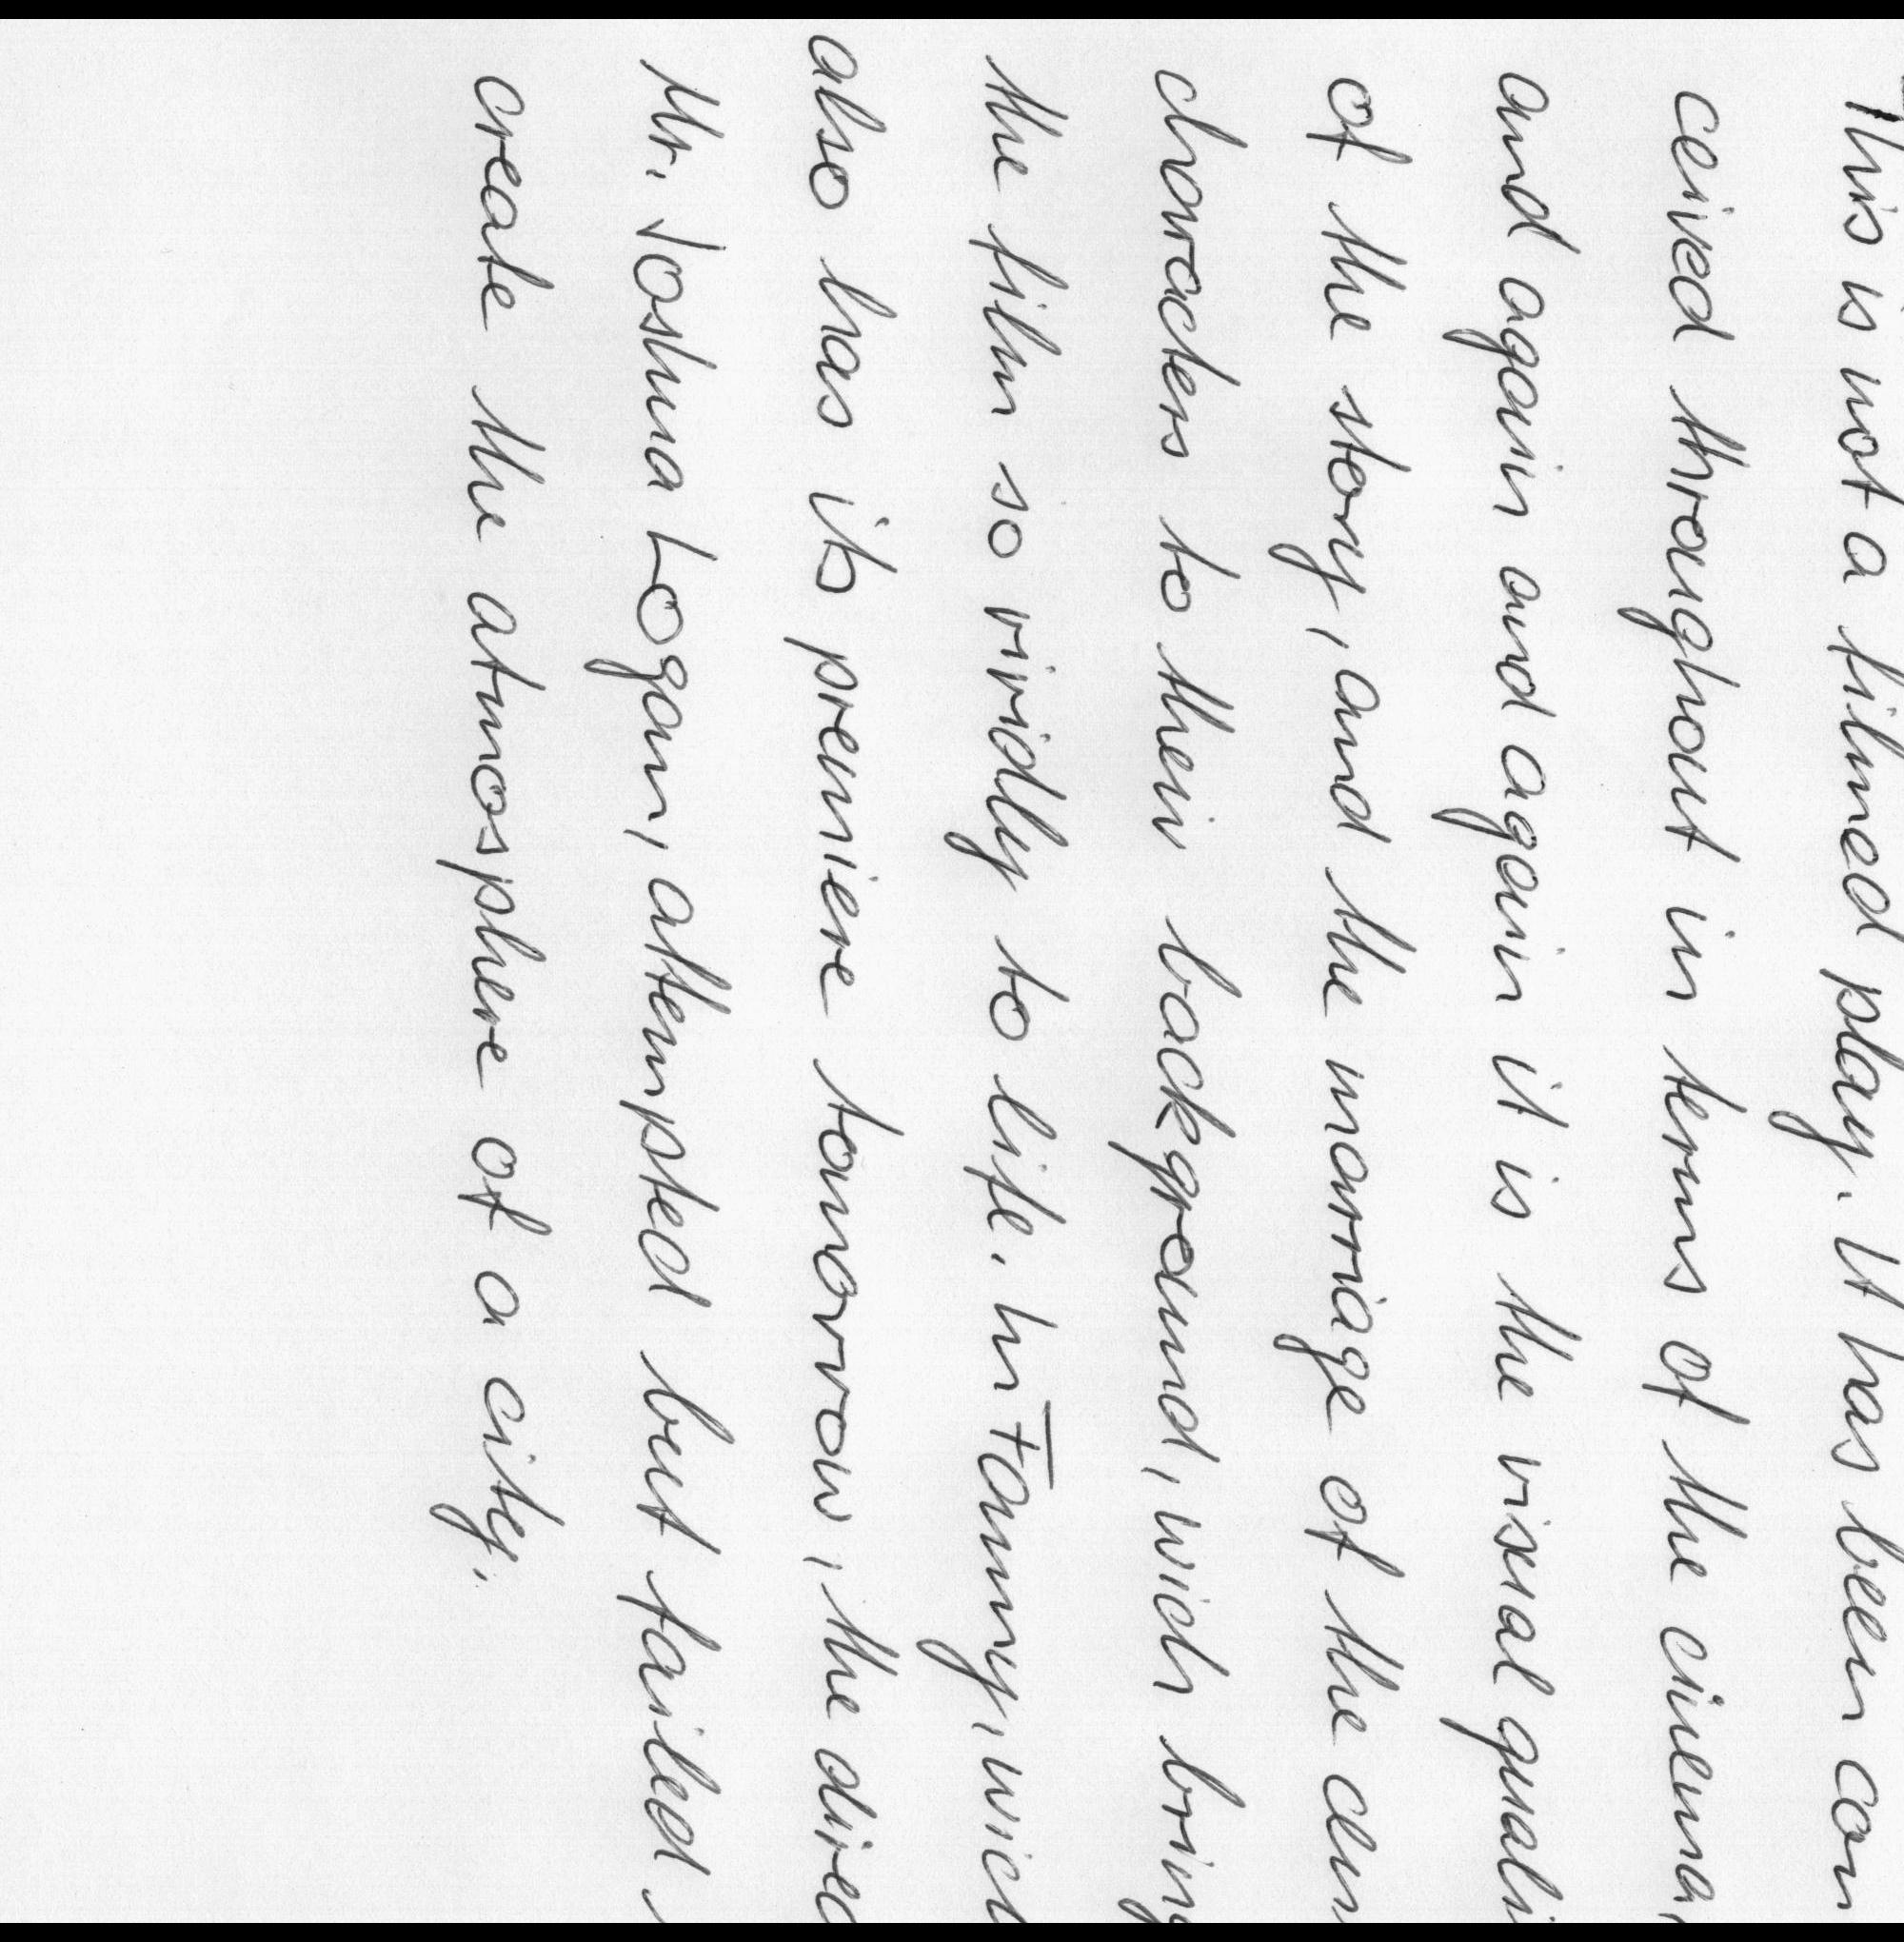 This is not a filmed play. It has been con
ceived throughout in terms of the cinema,
and again and again it is the visual quali
of the story, and the marriage of the
characters to their background, wich bring
the film so vividly to life. In Fanny, wich
also has its premiere tomorrow, the direc
Mr. Joshua Logan, attempted but failed
create the atmosphere of a city.